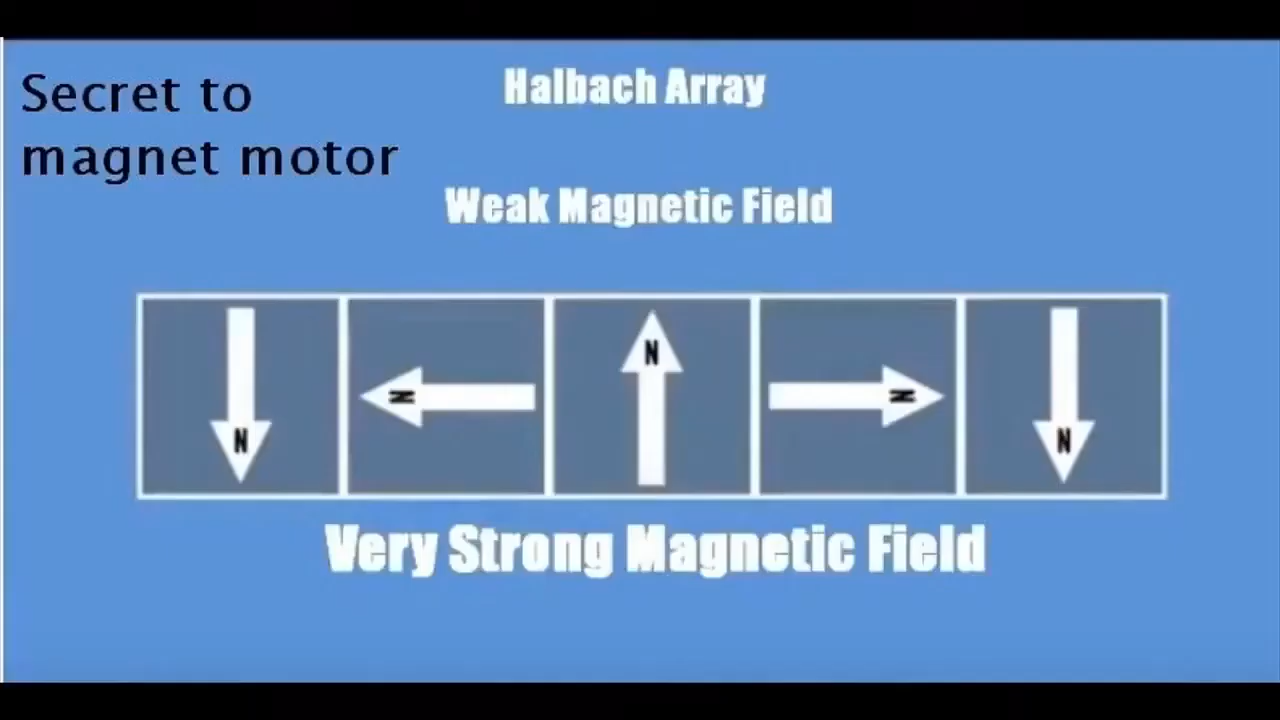 Secret to
magnet motor
Halbach Array
Weak Magnetic Field
N
N
N
N
N
Very Strong Magnetic Field